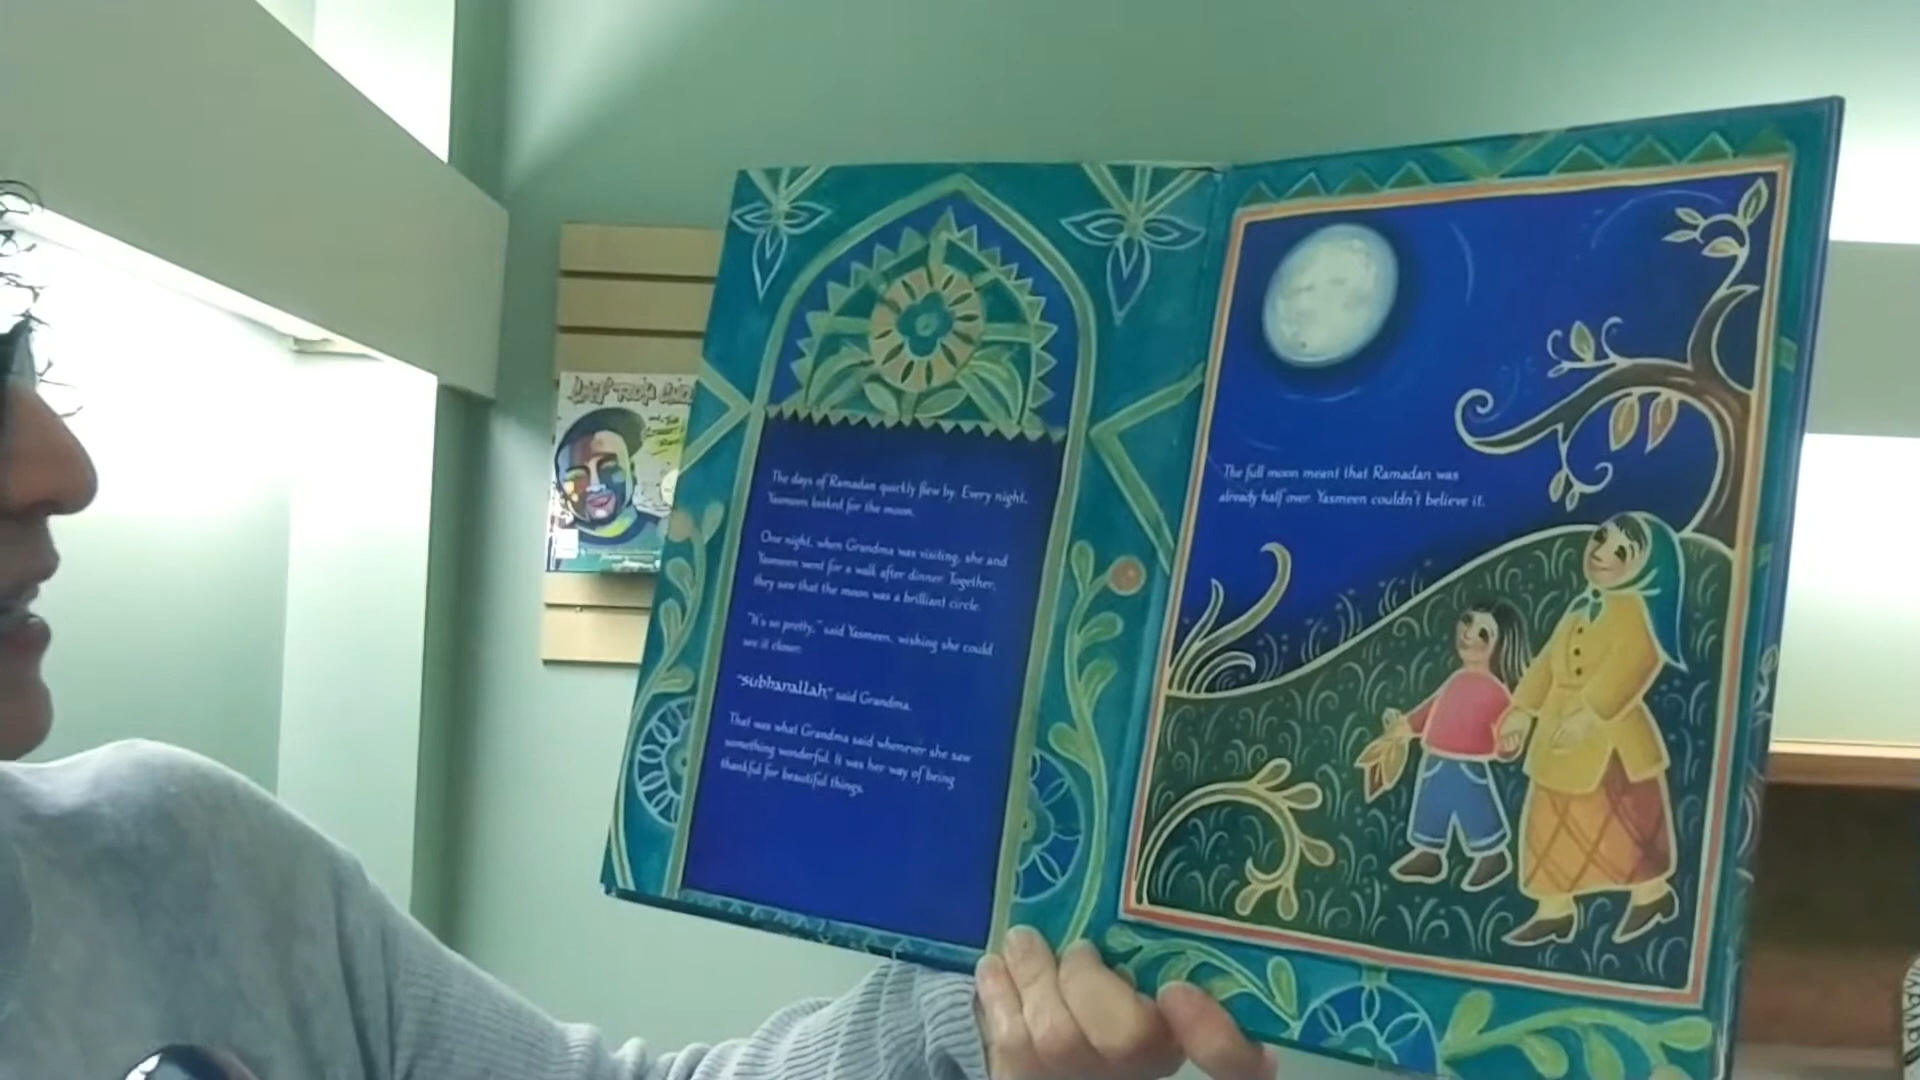 The days of Ramadan quickly flew by. Every night,
Yasmeen looked for the moon.
One night, when Grandma was visiting, she and
Yasmeen went for a walk after dinner. Together,
they saw that the moon was a brilliant circle.
"It's so pretty," said Yasmeen, wishing she could
see it closer.
"Subhanallah," said Grandma.
That was what Grandma said whenever she saw
something wonderful. It was her way of being
thankful for beautiful things.
The full moon meant that Ramadan was
already half over. Yasmeen couldn't believe it.